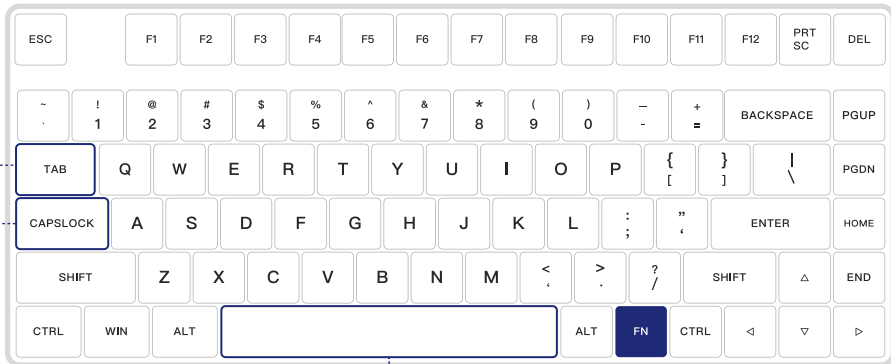 ESC F1 F2 F3 F4 F5 F6 F7 F8 F9 F10 F11 F12 PRT SC DEL
~ ` ! 1 @ 2 # 3 $ 4 % 5 ^ 6 & 7 * 8 ( 9 ) 0 — - + = BACKSPACE PGUP
TAB Q W E R T Y U I O P { [ } ] | \ PGDN
CAPSLOCK A S D F G H J K L : ; ” ‘ ENTER HOME
SHIFT Z X C V B N M < ‘ > . ? / SHIFT △ END
CTRL WIN ALT ALT FN CTRL ◁ ▽ ▷